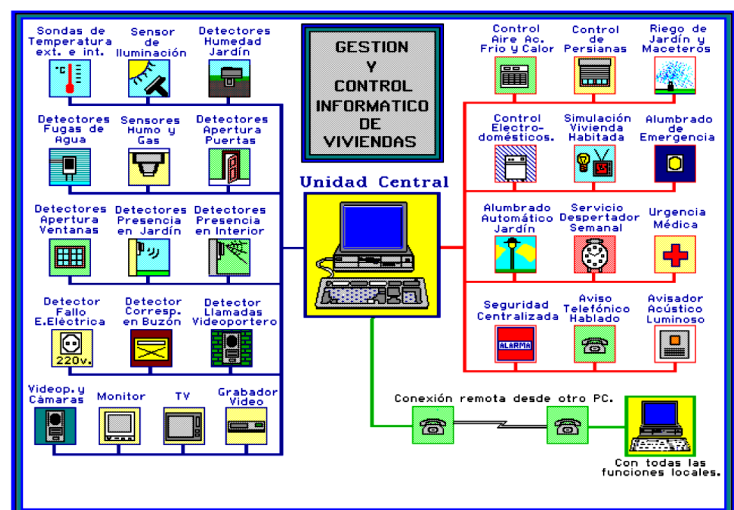 GESTION
Y
CONTROL
INFORMATICO
DE
VIVIENDAS
Sondas de
Temperatura
ext. e int.
°C
Sensor
de
Iluminación
Detectores
Humedad
Jardín
Detectores
Fugas de
Agua
Sensores
Humo y
Gas
Detectores
Apertura
Puertas
Detectores
Apertura
Ventanas
Detectores
Presencia
en Jardín
Detectores
Presencia
en Interior
Detector
Fallo
E.Eléctrica
220v.
Detector
Corresp.
en Buzón
Detector
Llamadas
Videoportero
Videop.y
Cámaras
Monitor
TV
Grabador
Video
Unidad Central
Control
Aire Ac.
Frio y Calor
Control
de
Persianas
Riego de
Jardín y
Maceteros
Control
Electro-
domésticos.
Simulación
Vivienda
Habitada
Alumbrado
de
Emergencia
Alumbrado
Automático
Jardín
Servicio
Despertador
Semanal
Urgencia
Médica
Seguridad
Centralizada
ALARMA
Aviso
Telefónico
Hablado
Avisador
Acústico
Luminoso
Conexión remota desde otro PC.
Con todas las
funciones locales.